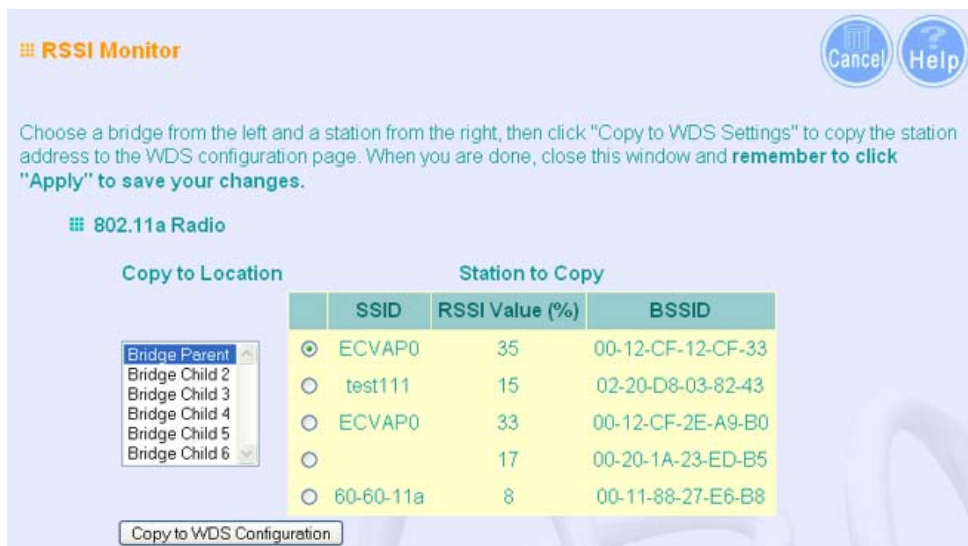 RSSI Monitor
Cancel
Help
Choose a bridge from the left and a station from the right, then click "Copy to WDS Settings" to copy the station
address to the WDS configuration page. When you are done, close this window and remember to click
"Apply" to save your changes.
802.11a Radio
Copy to Location
Station to Copy
SSID RSSI Value (%) BSSID
Bridge Parent
Bridge Child 2
Bridge Child 3
Bridge Child 4
Bridge Child 5
Bridge Child 6
ECVAP0 35 00-12-CF-12-CF-33
test111 15 02-20-D8-03-82-43
ECVAP0 33 00-12-CF-2E-A9-B0
17 00-20-1A-23-ED-B5
60-60-11a 8 00-11-88-27-E6-B8
Copy to WDS Configuration